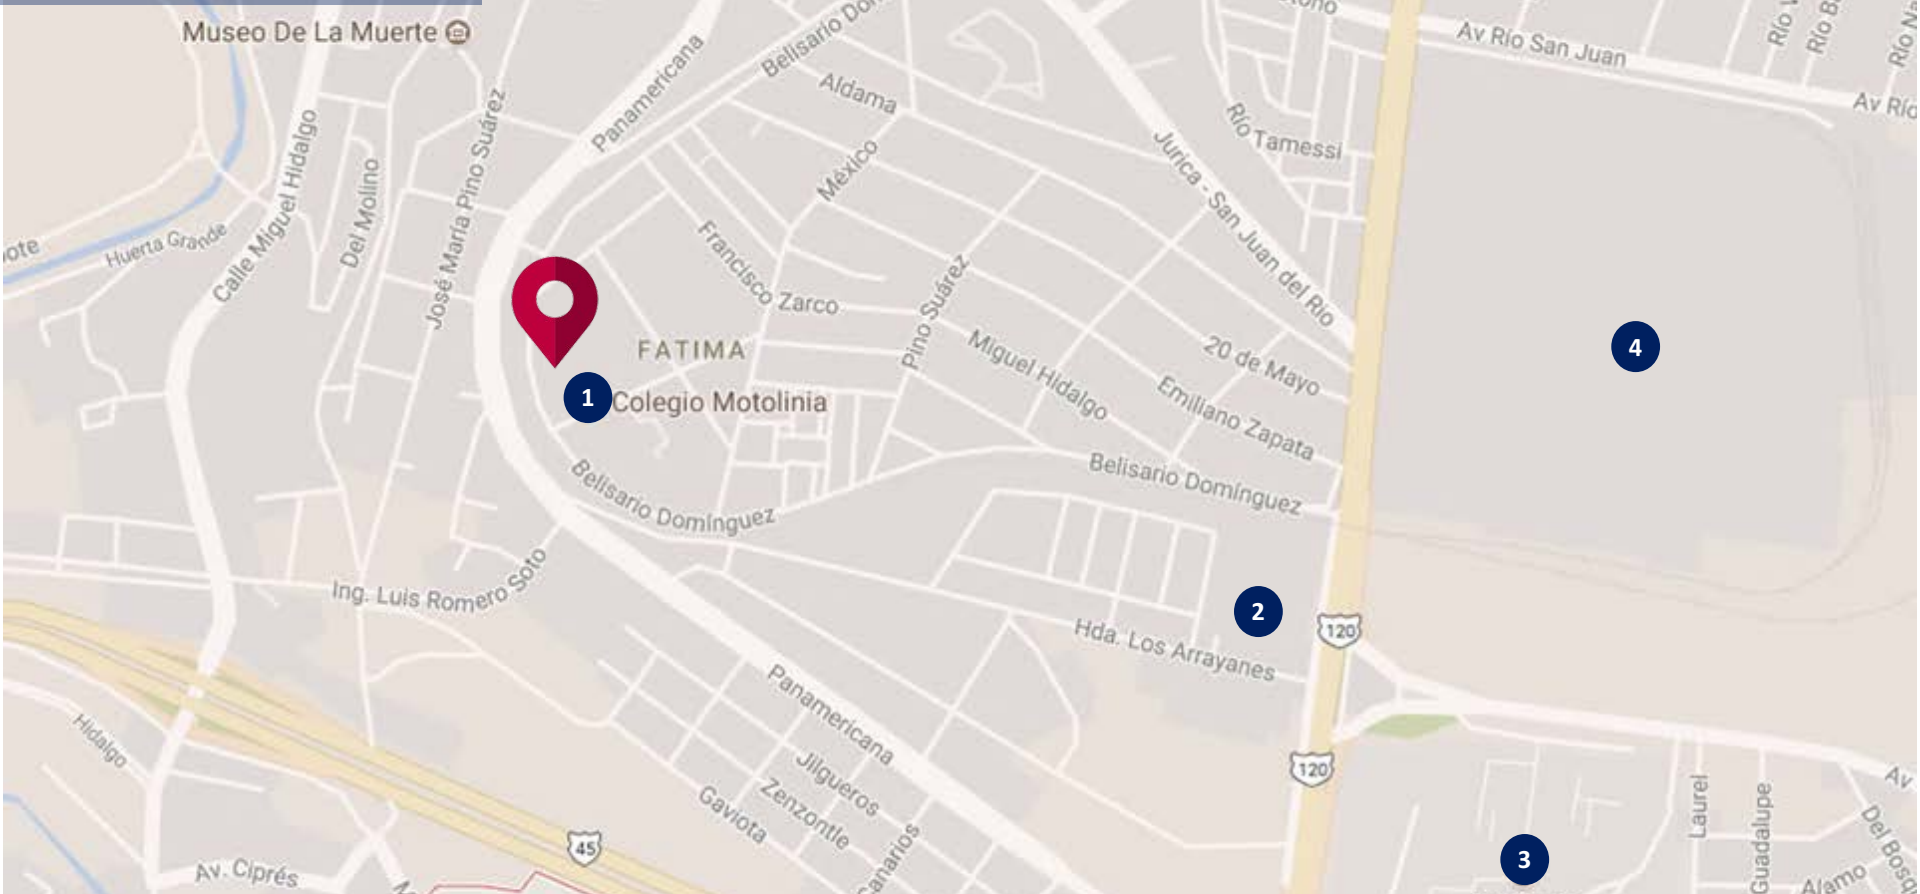 Museo De La Muerte
Panamericana
Belisario Dom
Av Río San Juan
Río B
Av Río
Aldama
Río Tamessi
Calle Miguel Hidalgo
José María Pino Suárez
Del Molino
México
Jurica - San Juan del Rio
Huerta Grande
Francisco Zarco
Pino Suárez
FATIMA
Miguel Hidalgo
20 de Mayo
4
1
Colegio Motolinia
Emiliano Zapata
Belisario Domínguez
Belisario Domínguez
Ing. Luis Romero Soto
2
120
Hda. Los Arrayanes
Panamericana
Hidalgo
120
Jilgueros
Zenzontle
Gaviota
Av
Laurel
Guadalupe
Del Bosq
45
3
Av. Ciprés
Canarios
Alamo